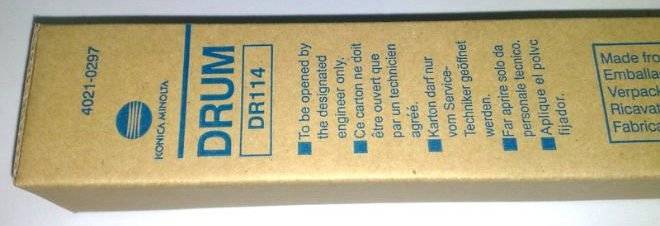 4021-0297
KONICA MINOLTA
DRUM
DR114
To be opened by
the designated
engineer only.
Ce carton ne doit
être ouvert que
par un technicien
agréé.
Karton darf nur
vom Service-
Techniker geöffnet
werden.
Far aprire solo da
personale tecnico.
Aplique el polvo
fijador.
Made fro
Emballa
Verpack
Ricavat
Fabrica